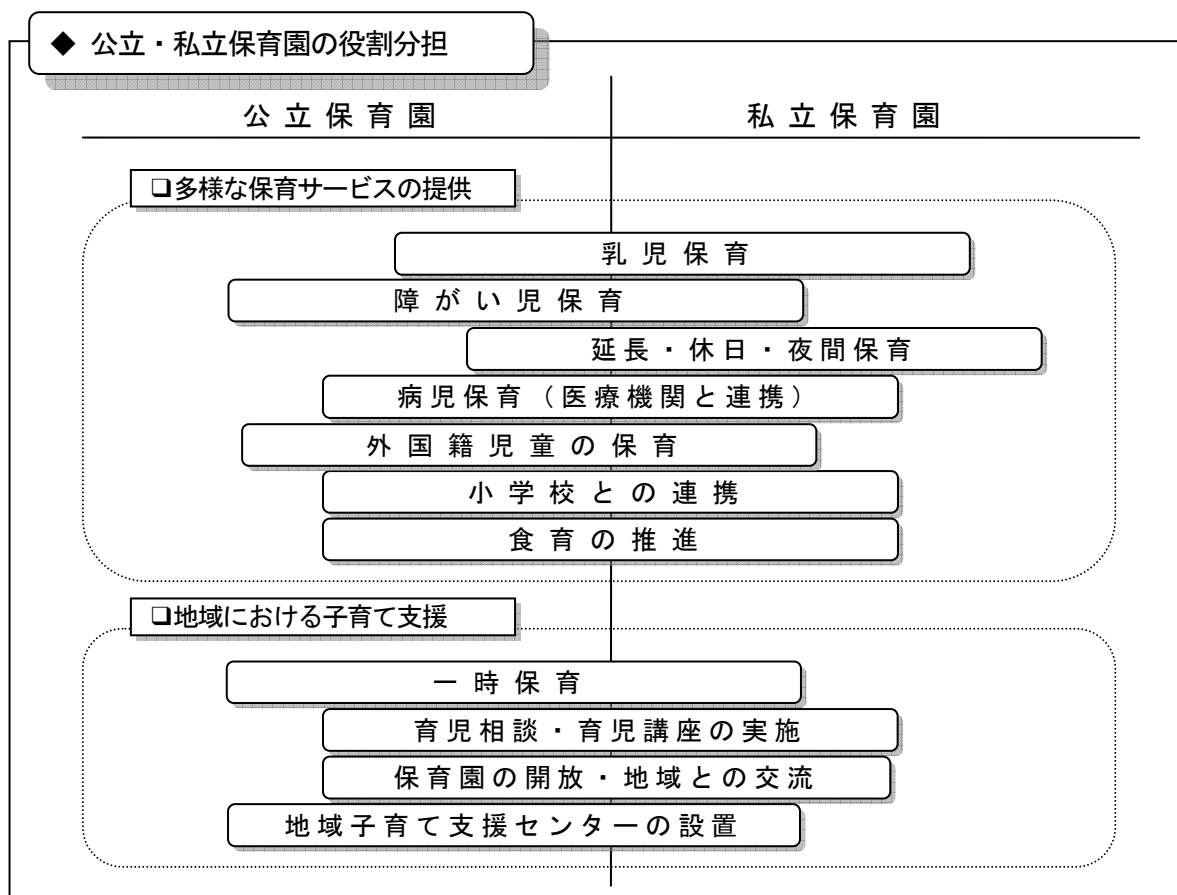 ◆ 公立・私立保育園の役割分担
公立保育園
私立保育園
❑多様な保育サービスの提供
乳児保育
障がい児保育
延長・休日・夜間保育
病児保育（医療機関と連携）
外国籍児童の保育
小学校との連携
食育の推進
❑地域における子育て支援
一時保育
育児相談・育児講座の実施
保育園の開放・地域との交流
地域子育て支援センターの設置